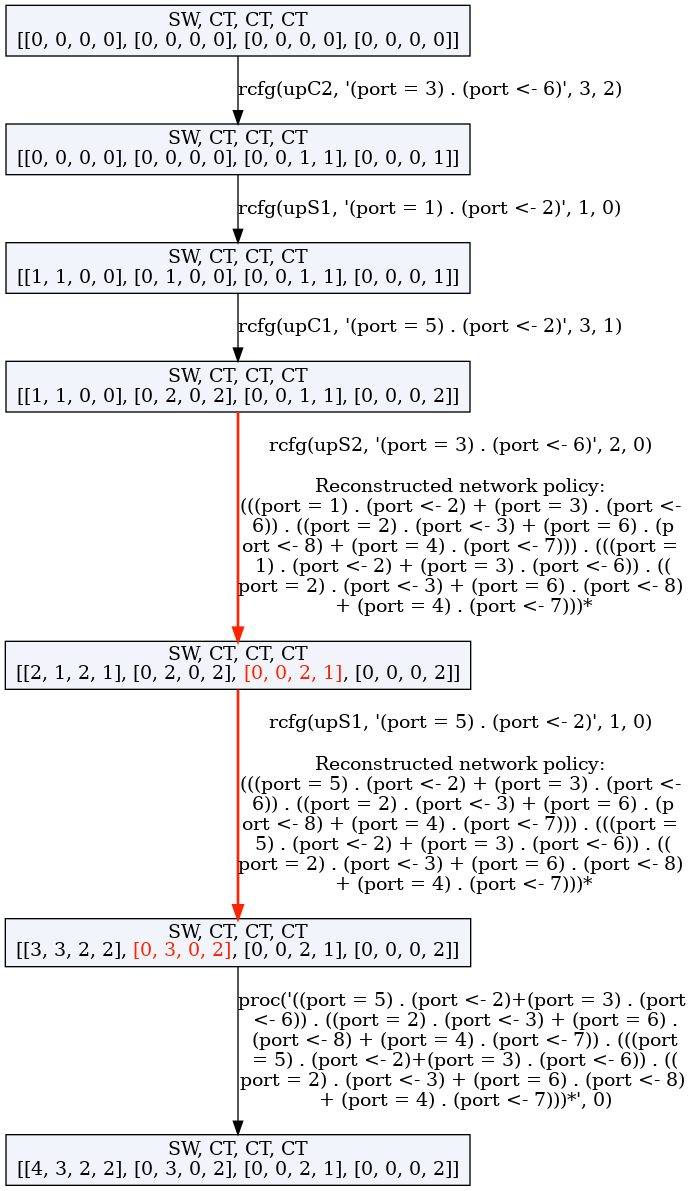 SW, CT, CT, CT
[[0, 0, 0, 0], [0, 0, 0, 0], [0, 0, 0, 0], [0, 0, 0, 0]]
rcfg(upC2, '(port = 3) . (port <- 6)', 3, 2)
SW, CT, CT, CT
[[0, 0, 0, 0], [0, 0, 0, 0], [0, 0, 1, 1], [0, 0, 0, 1]]
rcfg(upS1, '(port = 1) . (port <- 2)', 1, 0)
SW, CT, CT, CT
[[1, 1, 0, 0], [0, 1, 0, 0], [0, 0, 1, 1], [0, 0, 0, 1]]
rcfg(upC1, '(port = 5) . (port <- 2)', 3, 1)
SW, CT, CT, CT
[[1, 1, 0, 0], [0, 2, 0, 2], [0, 0, 1, 1], [0, 0, 0, 2]]
rcfg(upS2, '(port = 3) . (port <- 6)', 2, 0)
Reconstructed network policy:
(((port = 1) . (port <- 2) + (port = 3) . (port <-
6)) . ((port = 2) . (port <- 3) + (port = 6) . (p
ort <- 8) + (port = 4) . (port <- 7))) . (((port =
1) . (port <- 2) + (port = 3) . (port <- 6)) . ((
port = 2) . (port <- 3) + (port = 6) . (port <- 8)
+ (port = 4) . (port <- 7)))*
SW, CT, CT, CT
[[2, 1, 2, 1], [0, 2, 0, 2], [0, 0, 2, 1], [0, 0, 0, 2]]
rcfg(upS1, '(port = 5) . (port <- 2)', 1, 0)
Reconstructed network policy:
(((port = 5) . (port <- 2) + (port = 3) . (port <-
6)) . ((port = 2) . (port <- 3) + (port = 6) . (p
ort <- 8) + (port = 4) . (port <- 7))) . (((port =
5) . (port <- 2) + (port = 3) . (port <- 6)) . ((
port = 2) . (port <- 3) + (port = 6) . (port <- 8)
+ (port = 4) . (port <- 7)))*
SW, CT, CT, CT
[[3, 3, 2, 2], [0, 3, 0, 2], [0, 0, 2, 1], [0, 0, 0, 2]]
proc('((port = 5) . (port <- 2)+(port = 3) . (port
<- 6)) . ((port = 2) . (port <- 3) + (port = 6) .
(port <- 8) + (port = 4) . (port <- 7)) . (((port
= 5) . (port <- 2)+(port = 3) . (port <- 6)) . ((
port = 2) . (port <- 3) + (port = 6) . (port <- 8)
+ (port = 4) . (port <- 7)))*', 0)
SW, CT, CT, CT
[[4, 3, 2, 2], [0, 3, 0, 2], [0, 0, 2, 1], [0, 0, 0, 2]]